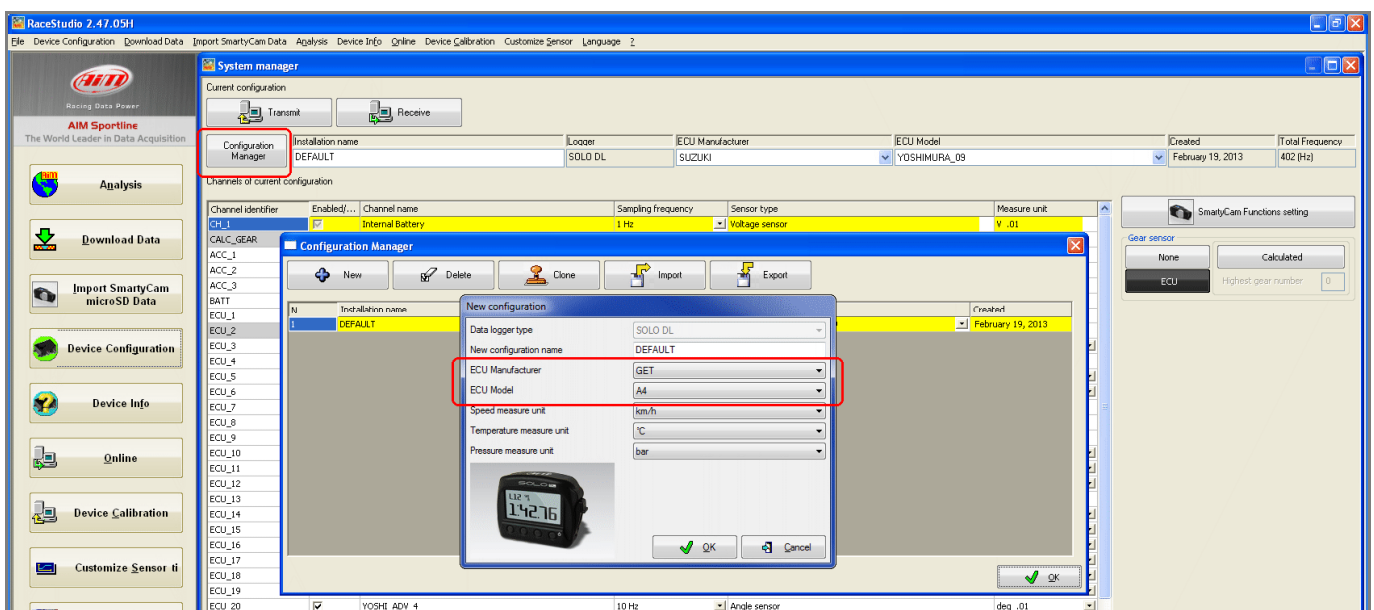 RaceStudio 2.47.05H
File Device Configuration Download Data Import SmartyCam Data Analysis Device Info Online Device Calibration Customize Sensor Language ?
AIM
Racing Data Power
AIM Sportline
The World Leader in Data Acquisition
Analysis
Download Data
Import SmartyCam
microSD Data
Device Configuration
Device Info
Online
Device Calibration
Customize Sensor ti
System manager
Current configuration
Transmit Receive
Configuration
Manager
Installation name Logger ECU Manufacturer ECU Model Created Total Frequency
DEFAULT SOLO DL SUZUKI YOSHIMURA_09 February 19, 2013 402 (Hz)
Channels of current configuration
Channel identifier Enabled/... Channel name Sampling frequency Sensor type Measure unit
CH_1 Internal Battery 1 Hz Voltage sensor V .01
CALC_GEAR
ACC_1
ACC_2
ACC_3
BATT
ECU_1
ECU_2
ECU_3
ECU_4
ECU_5
ECU_6
ECU_7
ECU_8
ECU_9
ECU_10
ECU_11
ECU_12
ECU_13
ECU_14
ECU_15
ECU_16
ECU_17
ECU_18
ECU_19
ECU_20 YOSHI ADV 4 10 Hz Angle sensor deg .01
SmartyCam Functions setting
Gear sensor
None Calculated
ECU Highest gear number 0
Configuration Manager
New Delete Clone Import Export
N Installation name Created
1 DEFAULT February 19, 2013
OK
New configuration
Data logger type SOLO DL
New configuration name DEFAULT
ECU Manufacturer GET
ECU Model A4
Speed measure unit km/h
Temperature measure unit °C
Pressure measure unit bar
SOLO
1'42.76
OK Cancel